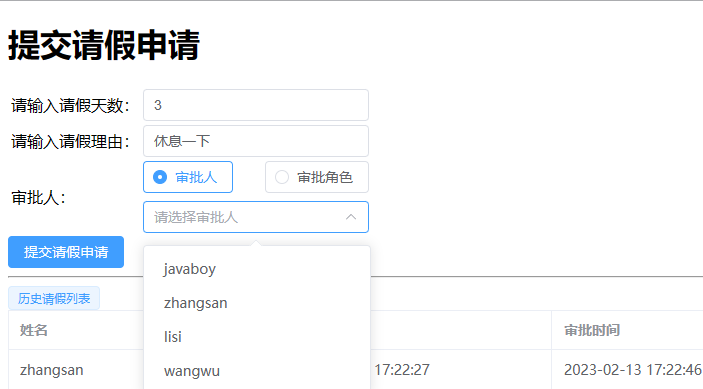 提交请假申请
请输入请假天数： 3
请输入请假理由： 休息一下
审批人 审批角色
审批人：
请选择审批人
提交请假申请
javaboy
zhangsan
lisi
wangwu
历史请假列表
姓名 审批时间
zhangsan 17:22:27 2023-02-13 17:22:46